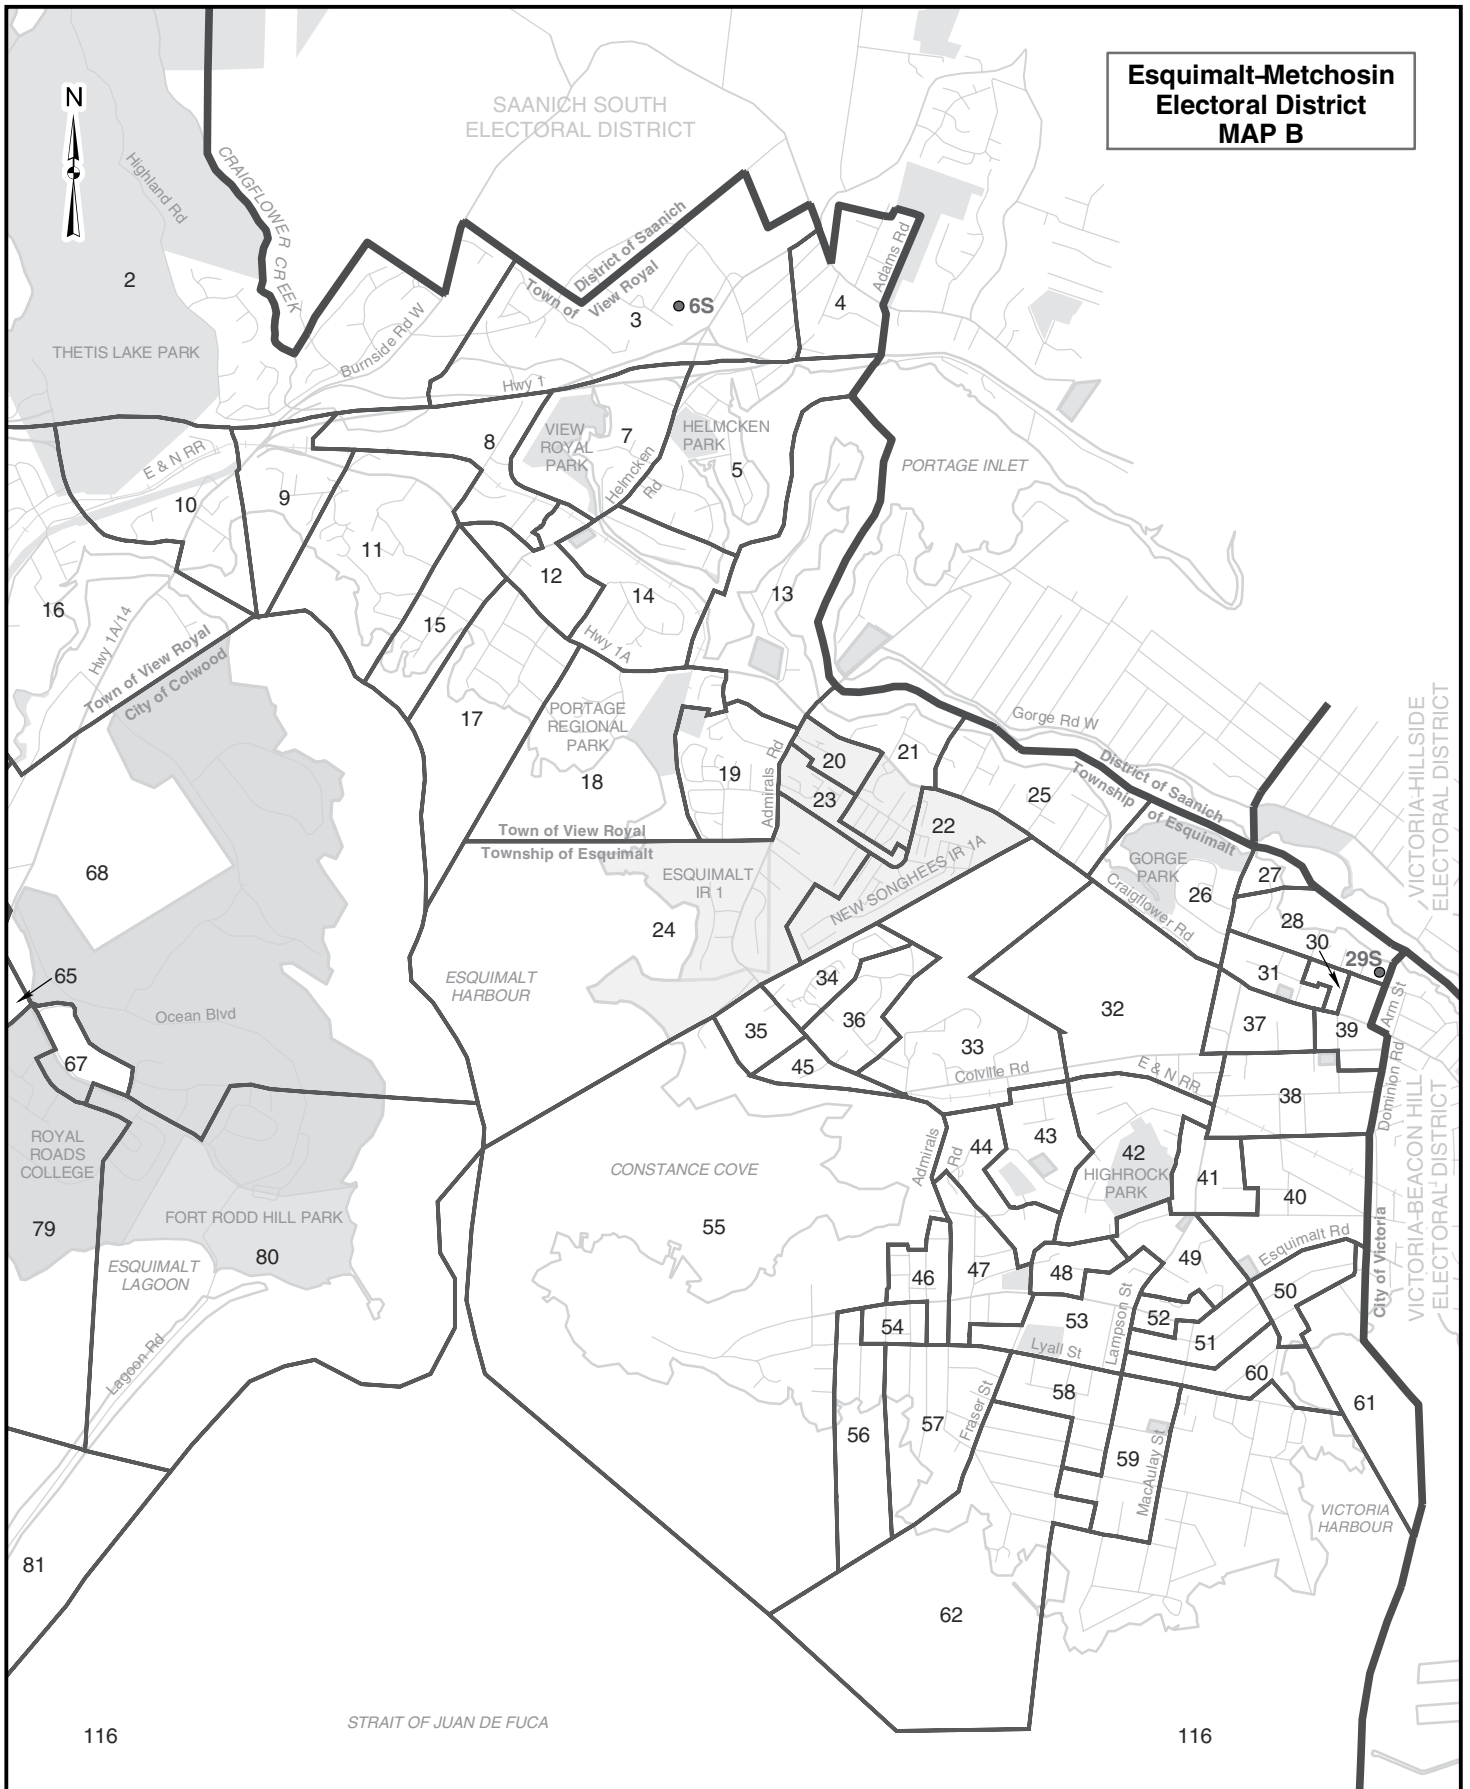 Esquimalt-Metchosin
Electoral District
MAP B
N
SAANICH SOUTH
ELECTORAL DISTRICT
Highland Rd
CRAIGFLOWER CREEK
2
THETIS LAKE PARK
Burnside Rd W
District of Saanich
Town of View Royal
3
6S
4
Adams Rd
Hwy 1
E & N RR
8
VIEW
ROYAL
PARK
7
Helmcken
Rd
HELMCKEN
PARK
5
PORTAGE INLET
10
9
11
12
14
13
16
Hwy 1A/14
15
Hwy 1A
Town of View Royal
City of Colwood
17
PORTAGE
REGIONAL
PARK
18
19
Admirals Rd
20
21
23
22
Gorge Rd W
District of Saanich
Township of Esquimalt
25
VICTORIA-HILLSIDE
ELECTORAL DISTRICT
Town of View Royal
Township of Esquimalt
68
ESQUIMALT
IR 1
NEW SONGHEES IR 1A
GORGE
PARK
26
Craigflower Rd
27
28
24
30
29S
31
65
ESQUIMALT
HARBOUR
34
Ocean Blvd
35
36
32
37
39
Arm St
33
67
45
Colville Rd
E & N RR
38
Dominion Rd
ROYAL
ROADS
COLLEGE
CONSTANCE COVE
Admirals
Rd
44
43
42
HIGHROCK
PARK
41
40
VICTORIA-BEACON HILL
ELECTORAL DISTRICT
79
FORT RODD HILL PARK
80
55
ESQUIMALT
LAGOON
46
47
48
49
Esquimalt Rd
City of Victoria
50
54
53
Lampson St
52
51
Lyall St
Lagoon Rd
58
60
61
56
57
Fraser St
59
MacAulay St
VICTORIA
HARBOUR
81
62
116
STRAIT OF JUAN DE FUCA
116